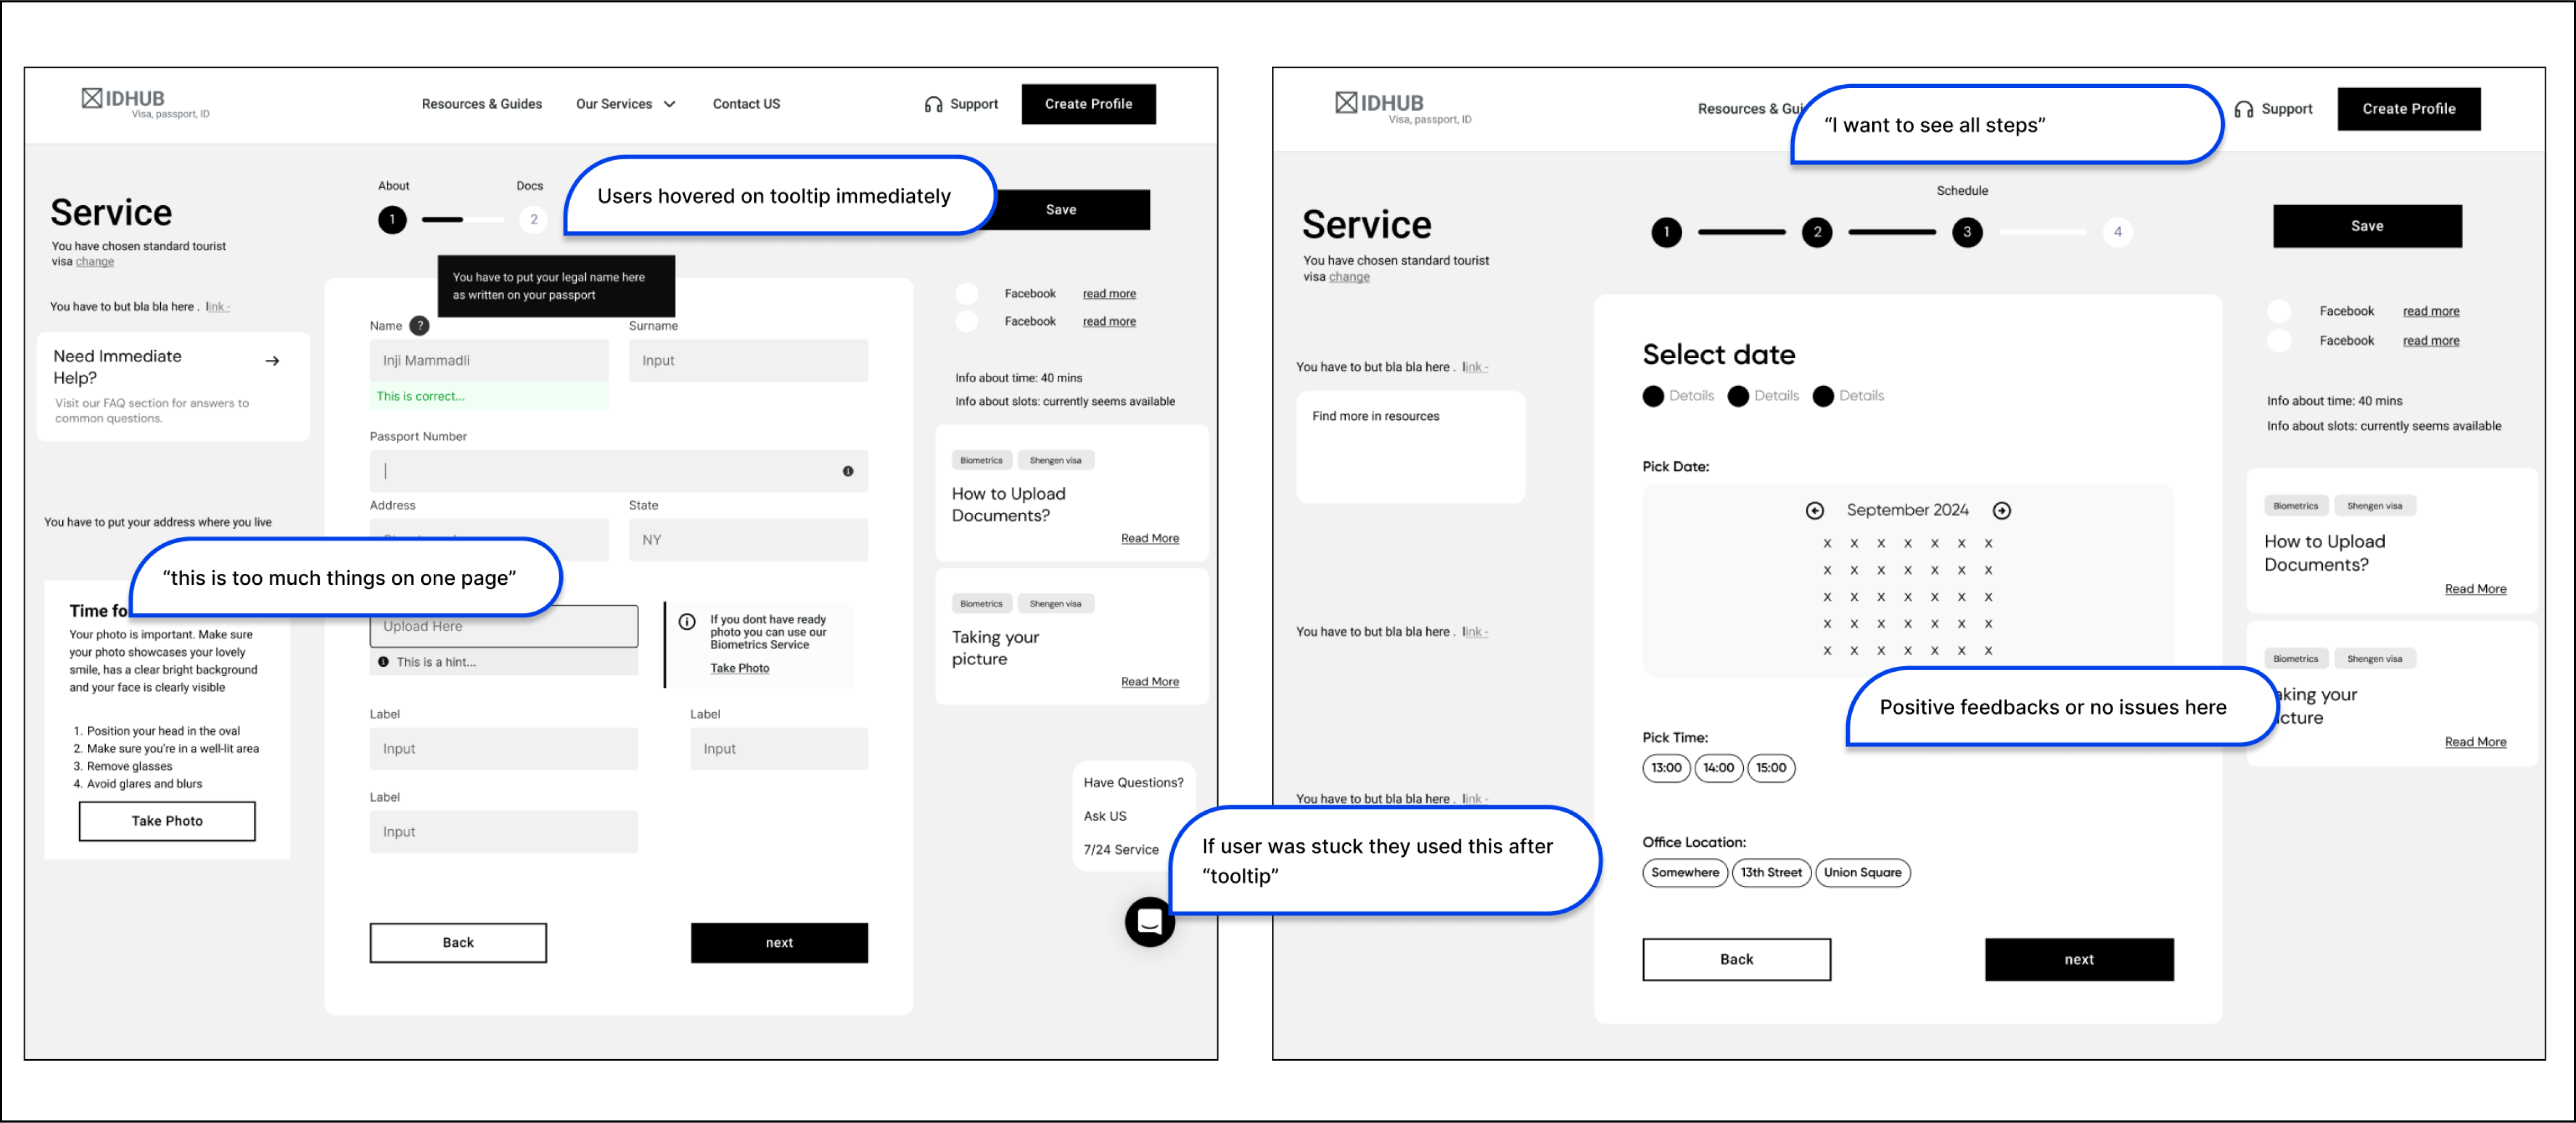 IDHUB
Visa, passport, ID
Resources & Guides
Our Services
Contact US
Support
Create Profile
Service
You have chosen standard tourist
visa change
About
Docs
1
2
Users hovered on tooltip immediately
Save
You have to put your legal name here
as written on your passport
You have to but bla bla here . link -
Need Immediate
Help?
Visit our FAQ section for answers to
common questions.
You have to put your address where you live
"this is too much things on one page"
Time fo
Your photo is important. Make sure
your photo showcases your lovely
smile, has a clear bright background
and your face is clearly visible
1. Position your head in the oval
2. Make sure you're in a well-lit area
3. Remove glasses
4. Avoid glares and blurs
Take Photo
Name ?
Surname
Inji Mammadli
Input
This is correct...
Passport Number
Address
State
NY
Upload Here
This is a hint...
If you dont have ready
photo you can use our
Biometrics Service
Take Photo
Label
Label
Input
Input
Label
Input
Back
next
Facebook read more
Facebook read more
Info about time: 40 mins
Info about slots: currently seems available
Biometrics
Shengen visa
How to Upload
Documents?
Read More
Biometrics
Shengen visa
Taking your
picture
Read More
Have Questions?
Ask US
7/24 Service
If user was stuck they used this after
"tooltip"
IDHUB
Visa, passport, ID
Resources & Gui
"I want to see all steps"
Support
Create Profile
Service
You have chosen standard tourist
visa change
Schedule
1
2
3
4
Save
You have to but bla bla here . link -
Find more in resources
You have to but bla bla here . link -
You have to but bla bla here . link -
Select date
Details
Details
Details
Pick Date:
September 2024
x x x x x x x
x x x x x x x
x x x x x x x
x x x x x x x
x x x x x x x
Positive feedbacks or no issues here
Pick Time:
13:00
14:00
15:00
Office Location:
Somewhere
13th Street
Union Square
Back
next
Facebook read more
Facebook read more
Info about time: 40 mins
Info about slots: currently seems available
Biometrics
Shengen visa
How to Upload
Documents?
Read More
Biometrics
Shengen visa
aking your
cture
Read More